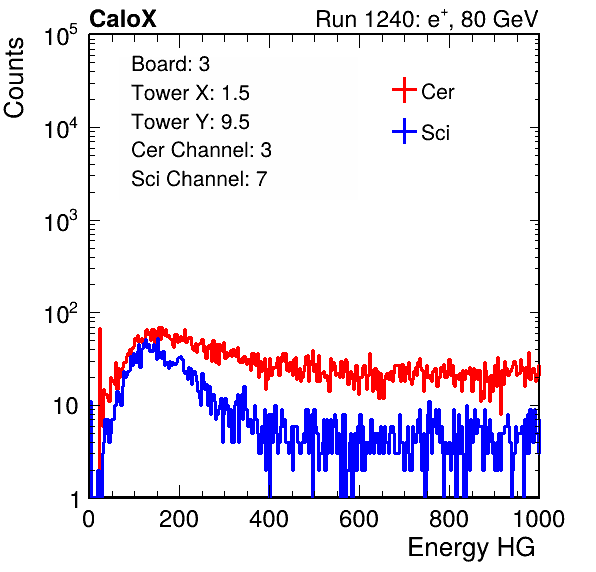 CaloX Run 1240: e⁺, 80 GeV
Counts
Board: 3
Tower X: 1.5
Tower Y: 9.5
Cer Channel: 3
Sci Channel: 7
Cer
Sci
10⁵
10⁴
10³
10²
10
1
0 200 400 600 800 1000
Energy HG